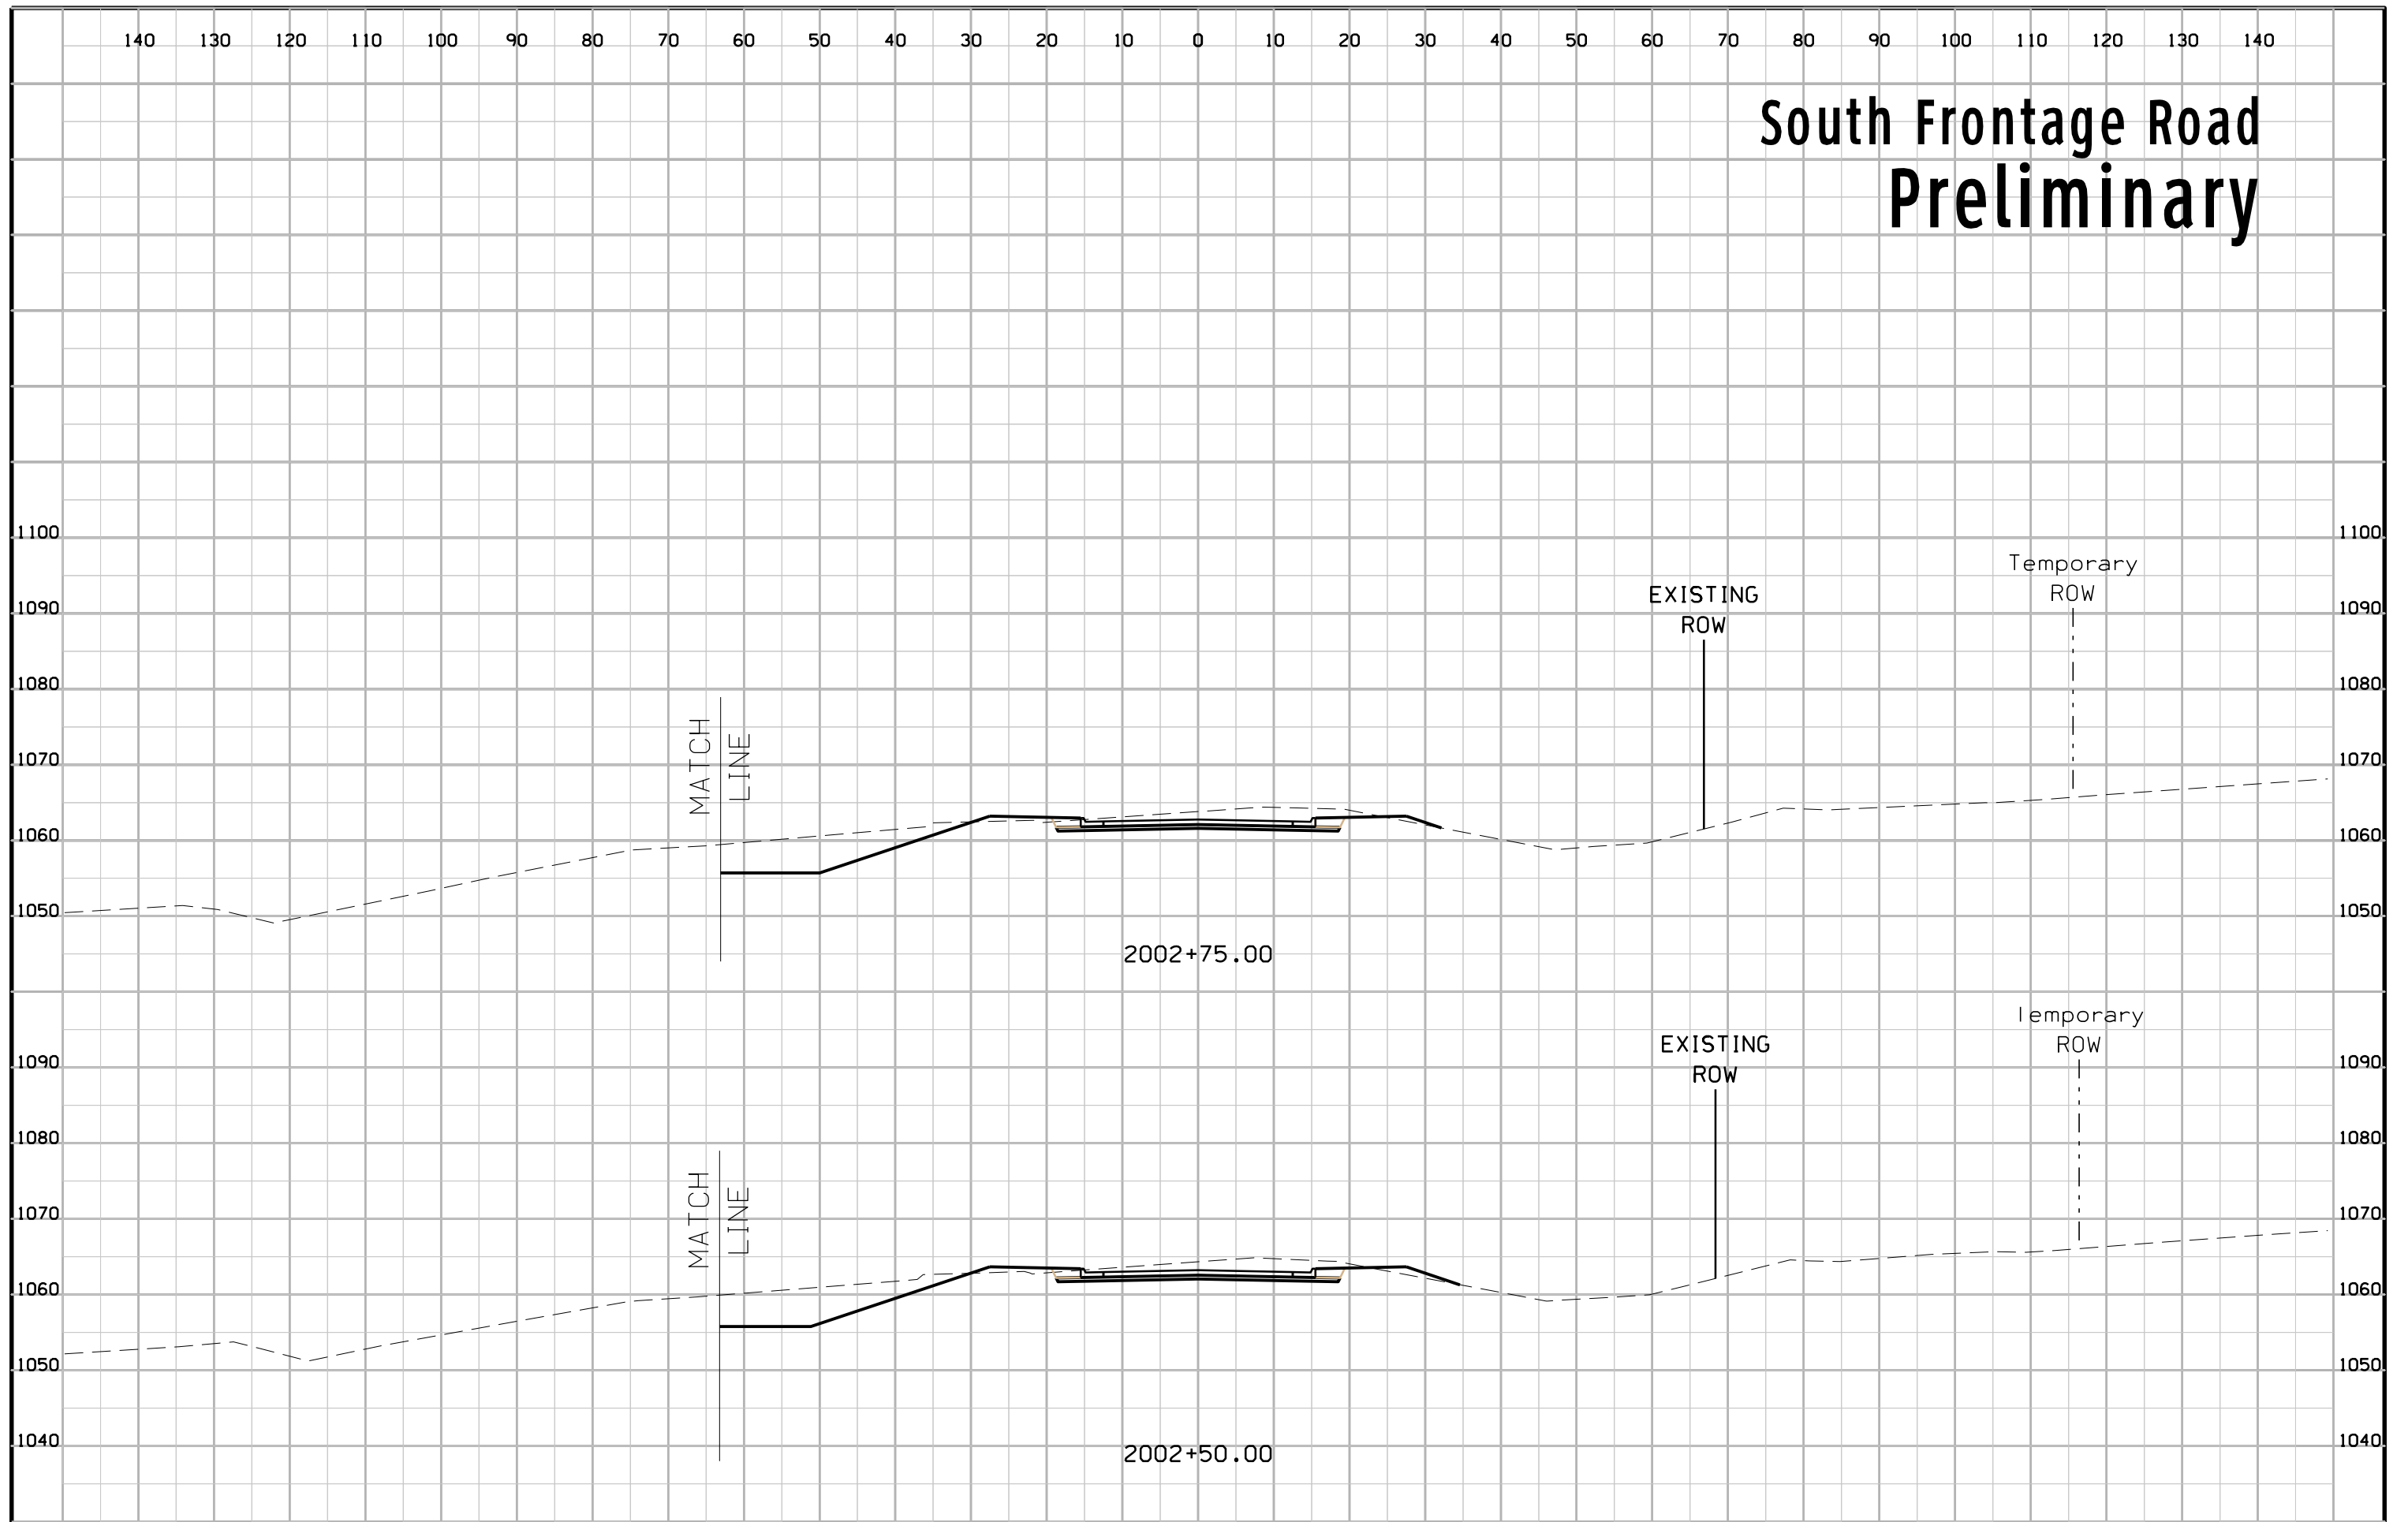 140 130 120 110 100 90 80 70 60 50 40 30 20 10 0 10 20 30 40 50 60 70 80 90 100 110 120 130 140
South Frontage Road
Preliminary
1100 1100
Temporary
ROW
EXISTING
ROW
1090 1090
1080 1080
MATCH
LINE
1070 1070
1060 1060
1050 1050
2002+75.00
Temporary
ROW
EXISTING
ROW
1090 1090
1080 1080
MATCH
LINE
1070 1070
1060 1060
1050 1050
1040 1040
2002+50.00